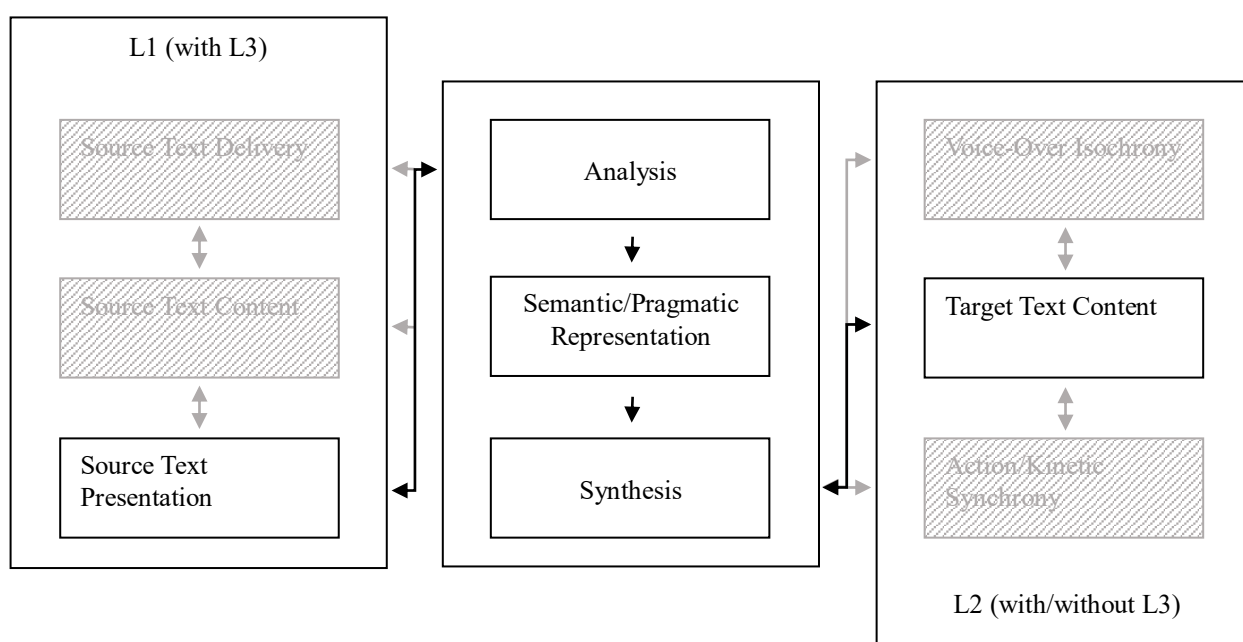 L1 (with L3)
Source Text Delivery
Source Text Content
Source Text
Presentation
Analysis
Semantic/Pragmatic
Representation
Synthesis
Voice-Over Isochrony
Target Text Content
Action/Kinetic
Synchrony
L2 (with/without L3)